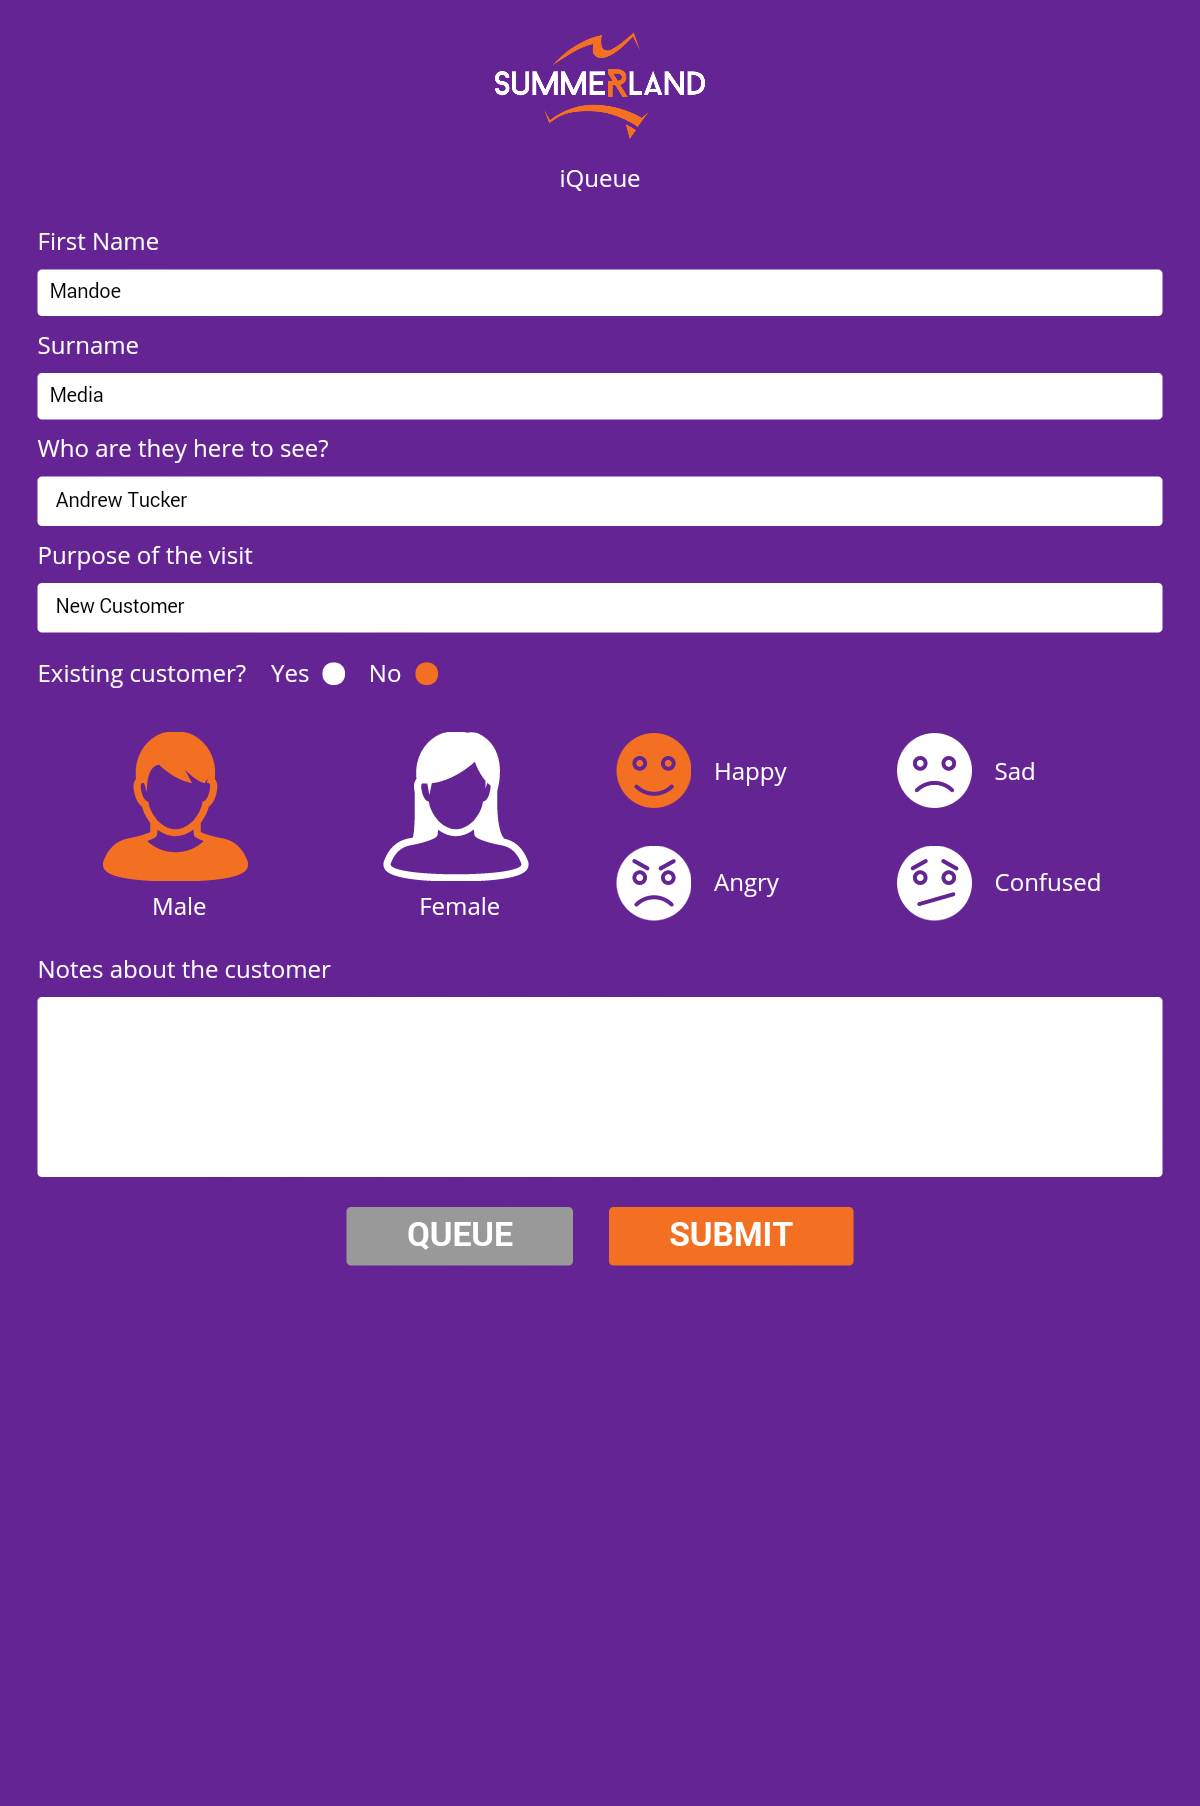 SUMMERLAND
iQueue
First Name
Mandoe
Surname
Media
Who are they here to see?
Andrew Tucker
Purpose of the visit
New Customer
Existing customer? Yes No
Happy Sad
Angry Confused
Male Female
Notes about the customer
QUEUE SUBMIT